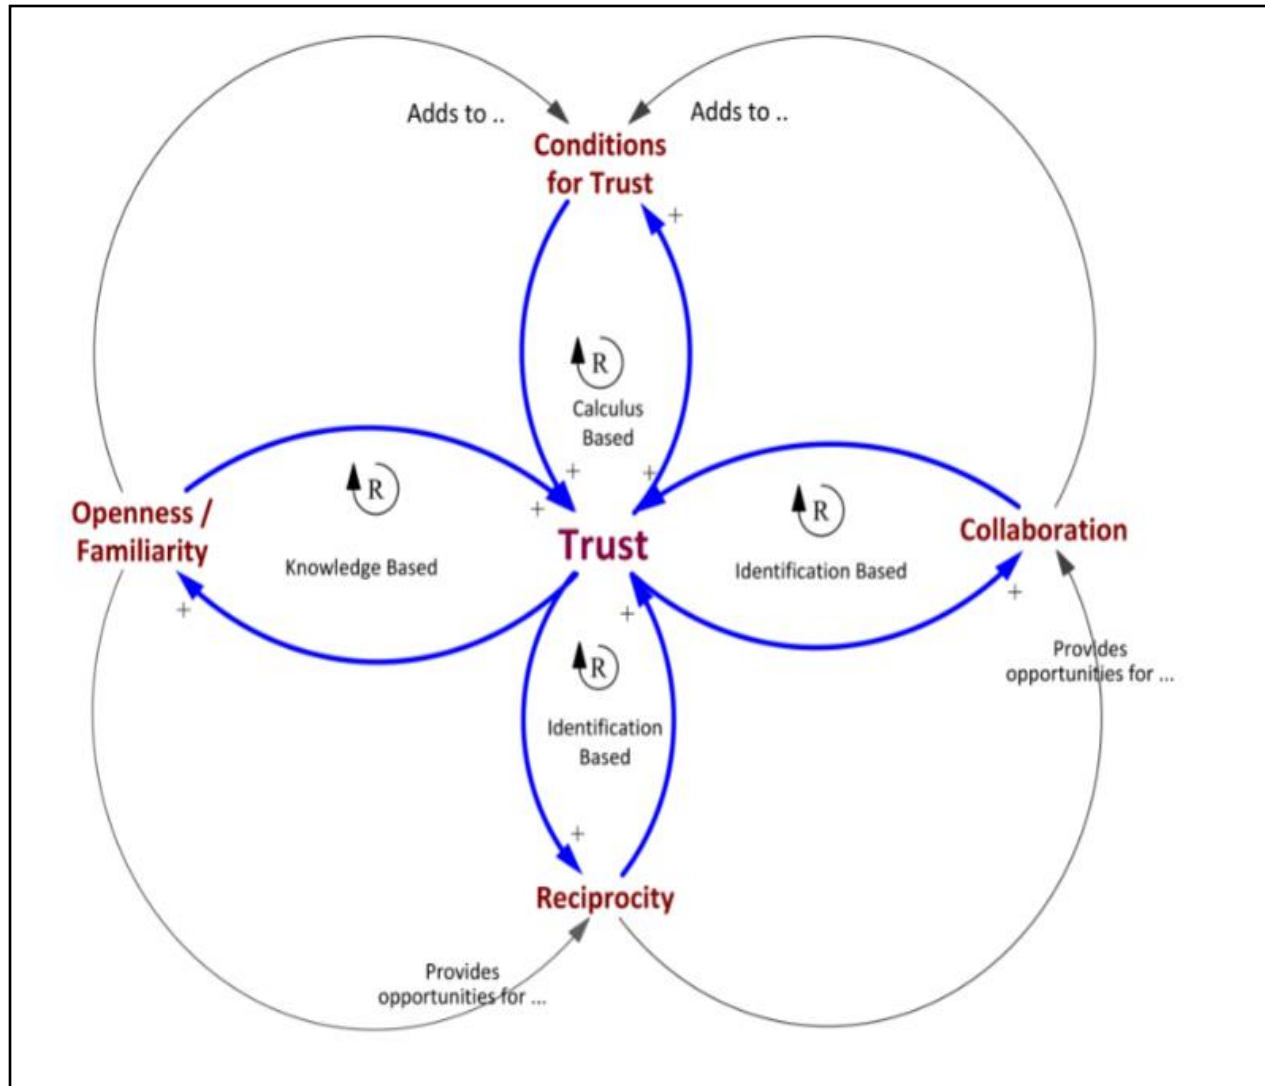 Adds to ..
Adds to ..
Conditions
for Trust
+
R
Calculus
Based
+
+
R
+
Openness /
Familiarity
Knowledge Based
Trust
R
Collaboration
Identification Based
+
+
+
R
Identification
Based
Provides
opportunities for ...
+
Reciprocity
Provides
opportunities for ...